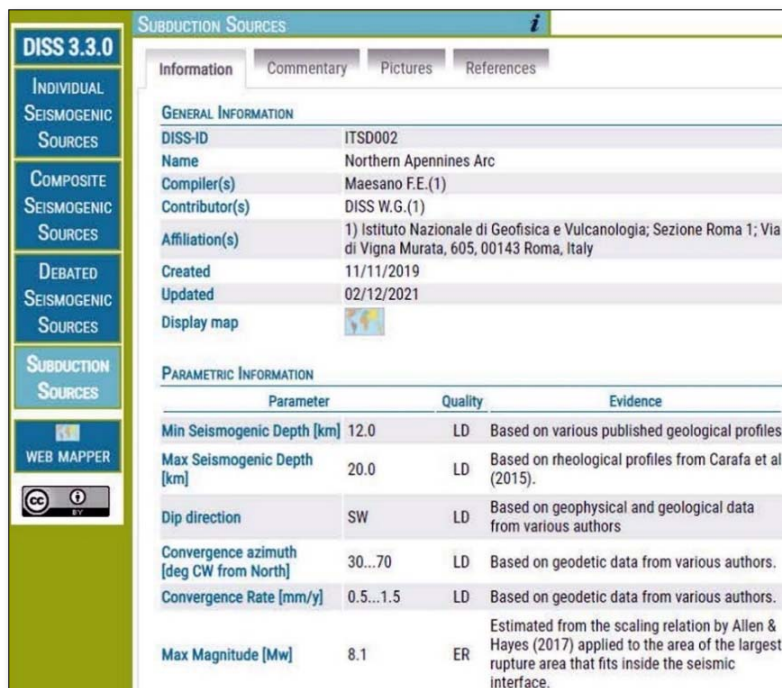 SUBDUCTION SOURCES i
DISS 3.3.0
INDIVIDUAL
SEISMOGENIC
SOURCES
COMPOSITE
SEISMOGENIC
SOURCES
DEBATED
SEISMOGENIC
SOURCES
SUBDUCTION
SOURCES
WEB MAPPER
cc
BY
Information Commentary Pictures References
GENERAL INFORMATION
DISS-ID ITSD002
Name Northern Apennines Arc
Compiler(s) Maesano F.E.(1)
Contributor(s) DISS W.G.(1)
Affiliation(s) 1) Istituto Nazionale di Geofisica e Vulcanologia; Sezione Roma 1; Via
di Vigna Murata, 605, 00143 Roma, Italy
Created 11/11/2019
Updated 02/12/2021
Display map
PARAMETRIC INFORMATION
Parameter Quality Evidence
Min Seismogenic Depth [km] 12.0 LD Based on various published geological profiles
Max Seismogenic Depth
[km] 20.0 LD Based on rheological profiles from Carafa et al
(2015).
Dip direction SW LD Based on geophysical and geological data
from various authors
Convergence azimuth
[deg CW from North] 30...70 LD Based on geodetic data from various authors.
Convergence Rate [mm/y] 0.5...1.5 LD Based on geodetic data from various authors.
Max Magnitude [Mw] 8.1 ER Estimated from the scaling relation by Allen &
Hayes (2017) applied to the area of the largest
rupture area that fits inside the seismic
interface.